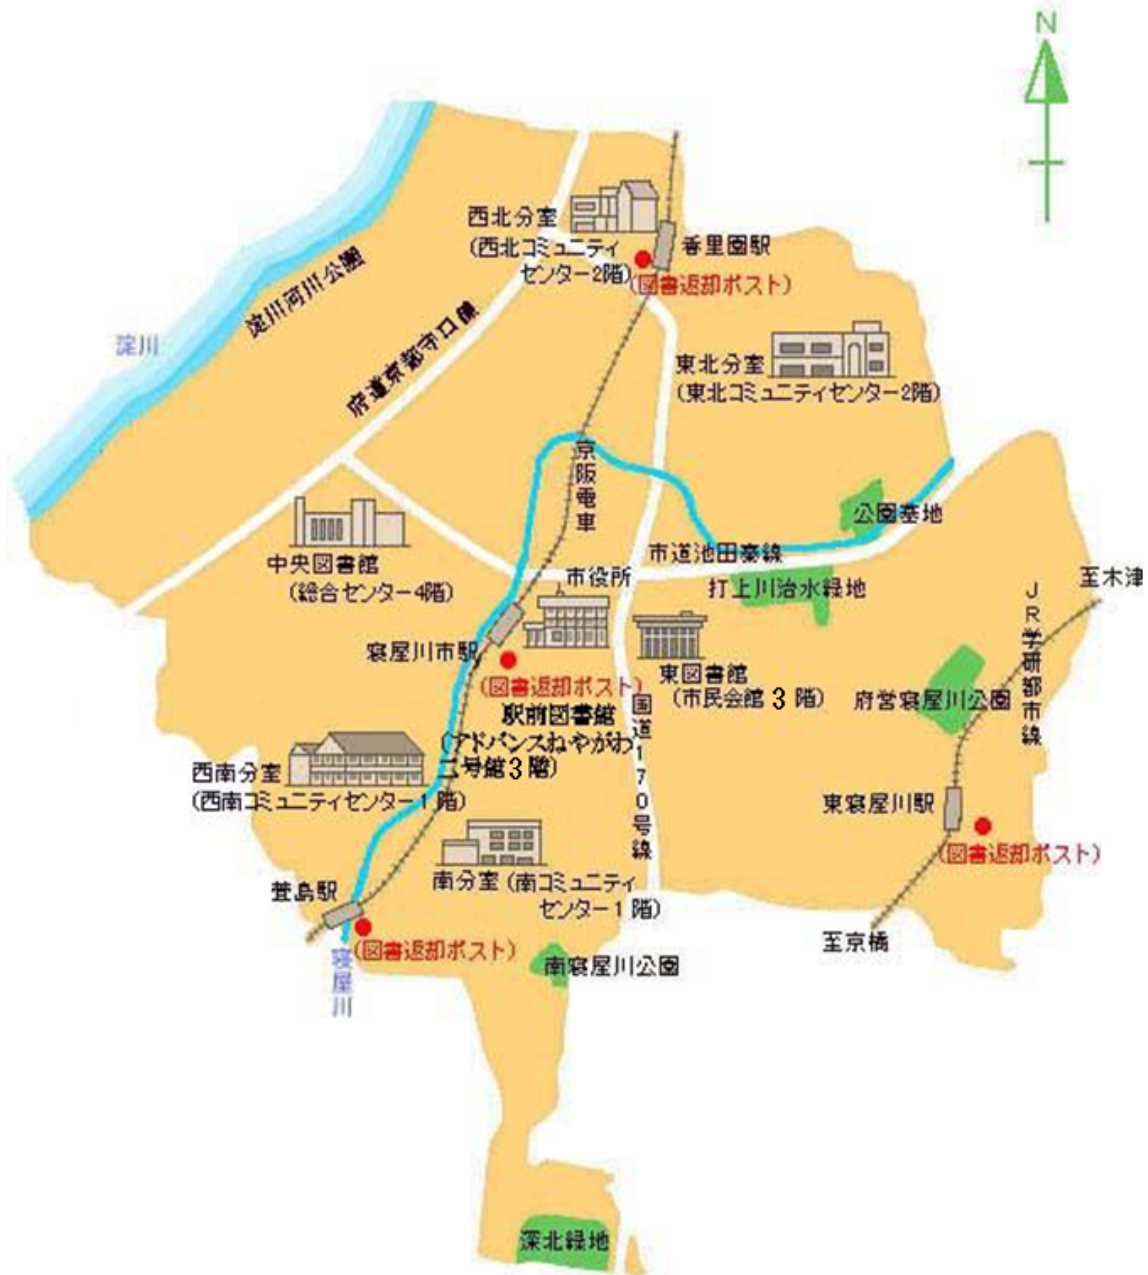 N
西北分室
(西北コミュニティ
センター2階)
香里園駅
(図書返却ポスト)
淀川河川公園
淀川
府道京都守口線
東北分室
(東北コミュニティセンター2階)
京阪電車
公園墓地
中央図書館
(総合センター4階)
市道池田秦線
市役所
打上川治水緑地
至木津
JR学研都市線
寝屋川市駅
(図書返却ポスト)
駅前図書館
(アドバンスねやがわ
二号館3階)
東図書館
(市民会館3階)
国道170号線
府営寝屋川公園
西南分室
(西南コミュニティセンター1階)
東寝屋川駅
(図書返却ポスト)
南分室(南コミュニティ
センター1階)
萱島駅
(図書返却ポスト)
至京橋
寝屋川
南寝屋川公園
深北緑地